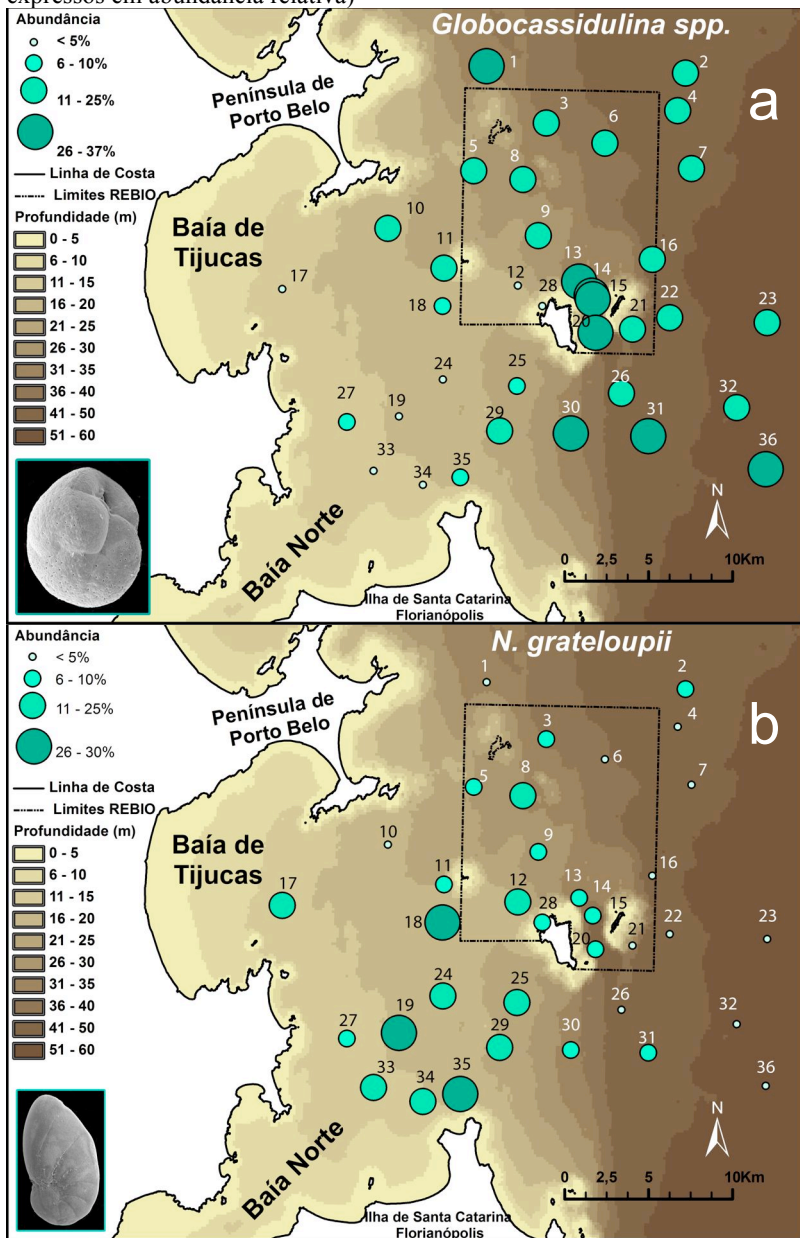 expressos em abundância relativa)
Abundância
< 5%
6 - 10%
11 - 25%
26 - 37%
Linha de Costa
Limites REBIO
Profundidade (m)
0 - 5
6 - 10
11 - 15
16 - 20
21 - 25
26 - 30
31 - 35
36 - 40
41 - 50
51 - 60
Globocassidulina spp.
a
Península de
Porto Belo
Baía de
Tijucas
Baía Norte
Ilha de Santa Catarina
Florianópolis
N
0 2,5 5 10Km
1
2
3
4
5
6
7
8
9
10
11
12
13
14
15
16
17
18
19
20
21
22
23
24
25
26
27
28
29
30
31
32
33
34
35
36
Abundância
< 5%
6 - 10%
11 - 25%
26 - 30%
Linha de Costa
Limites REBIO
Profundidade (m)
0 - 5
6 - 10
11 - 15
16 - 20
21 - 25
26 - 30
31 - 35
36 - 40
41 - 50
51 - 60
N. grateloupii
b
Península de
Porto Belo
Baía de
Tijucas
Baía Norte
Ilha de Santa Catarina
Florianópolis
N
0 2,5 5 10Km
1
2
3
4
5
6
7
8
9
10
11
12
13
14
15
16
17
18
19
20
21
22
23
24
25
26
27
28
29
30
31
32
33
34
35
36